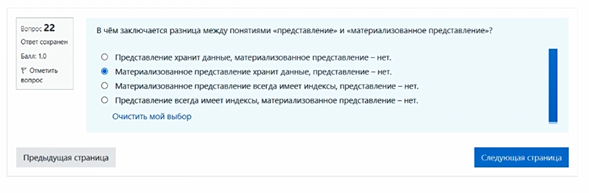 Вопрос 22
Ответ сохранен
Балл: 1,0
Отметить вопрос
В чём заключается разница между понятиями «представление» и «материализованное представление»?
Представление хранит данные, материализованное представление – нет.
Материализованное представление хранит данные, представление – нет.
Материализованное представление всегда имеет индексы, представление – нет.
Представление всегда имеет индексы, материализованное представление – нет.
Очистить мой выбор
Предыдущая страница
Следующая страница